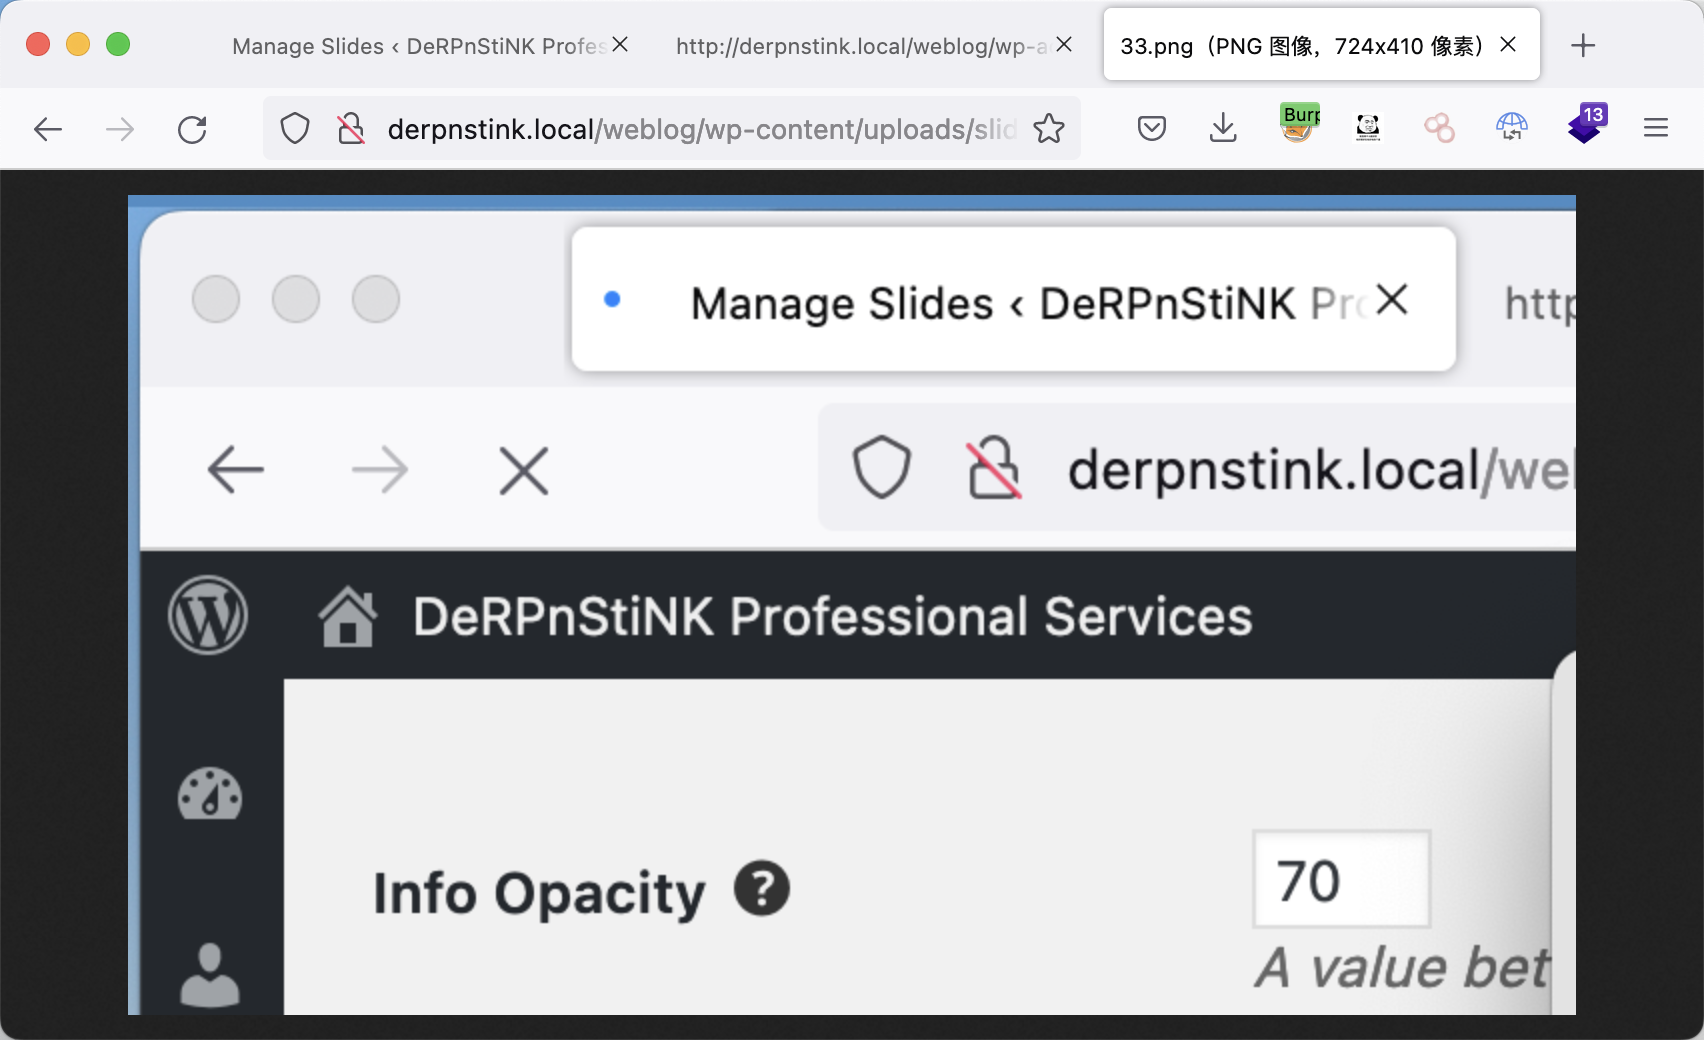 Manage Slides ‹ DeRPnStiNK Profes
http://derpnstink.local/weblog/wp-a
33.png（PNG 图像，724x410 像素）
derpnstink.local/weblog/wp-content/uploads/slid
Burp
13
Manage Slides ‹ DeRPnStiNK Pro
http
derpnstink.local/we
DeRPnStiNK Professional Services
Info Opacity ?
70
A value bet